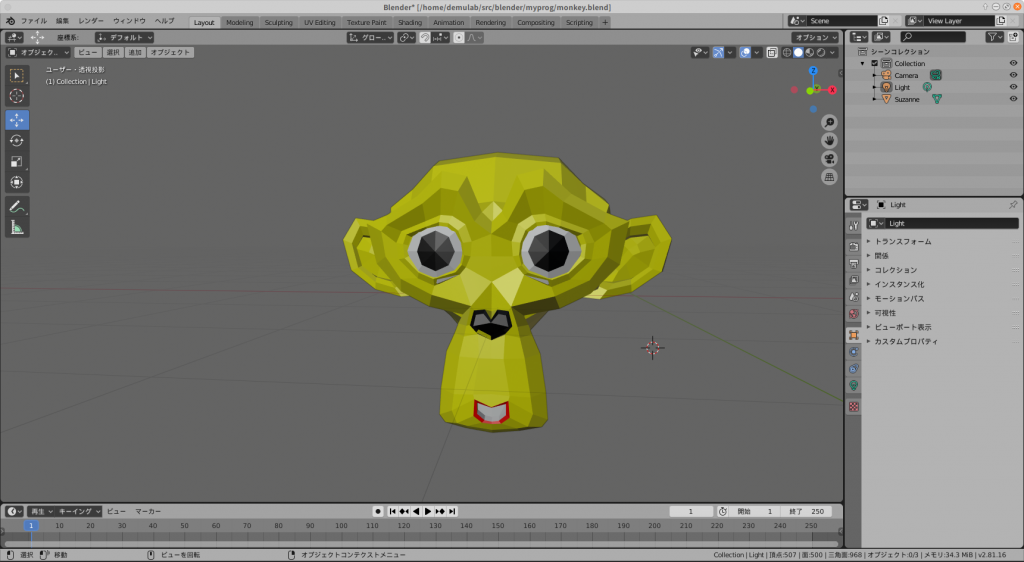 Blender* [/home/demulab/src/blender/myprog/monkey.blend]
ファイル 編集 レンダー ウィンドウ ヘルプ Layout Modeling Sculpting UV Editing Texture Paint Shading Animation Rendering Compositing Scripting + Scene View Layer
座標系: デフォルト グロー... オプション
オブジェク... ビュー 選択 追加 オブジェクト
ユーザー・透視投影
(1) Collection | Light
Z
Y
X
シーンコレクション
Collection
Camera
Light
Suzanne
Light
Light
トランスフォーム
関係
コレクション
インスタンス化
モーションパス
可視性
ビューポート表示
カスタムプロパティ
再生 キーイング ビュー マーカー 1 開始 1 終了 250
1 10 20 30 40 50 60 70 80 90 100 110 120 130 140 150 160 170 180 190 200 210 220 230 240 250
選択 移動 ビューを回転 オブジェクトコンテクストメニュー Collection | Light | 頂点:507 | 面:500 | 三角面:968 | オブジェクト:0/3 | メモリ:34.3 MiB | v2.81.16